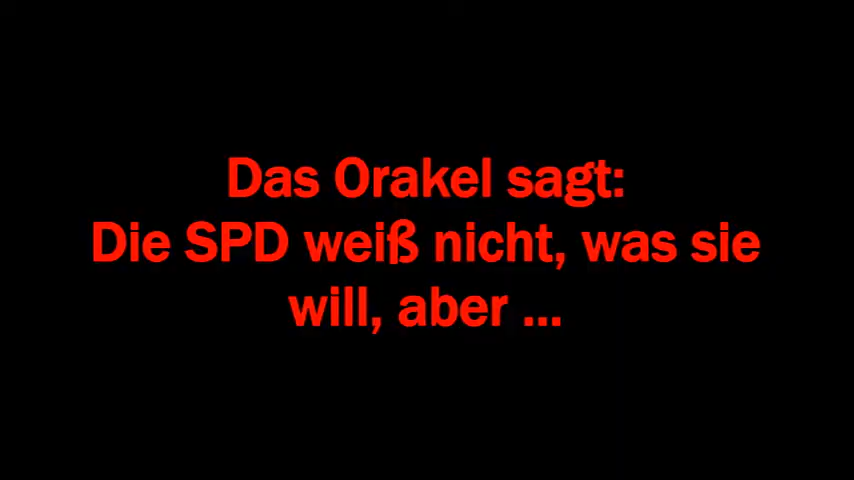 Das Orakel sagt:
Die SPD weiß nicht, was sie
will, aber ...